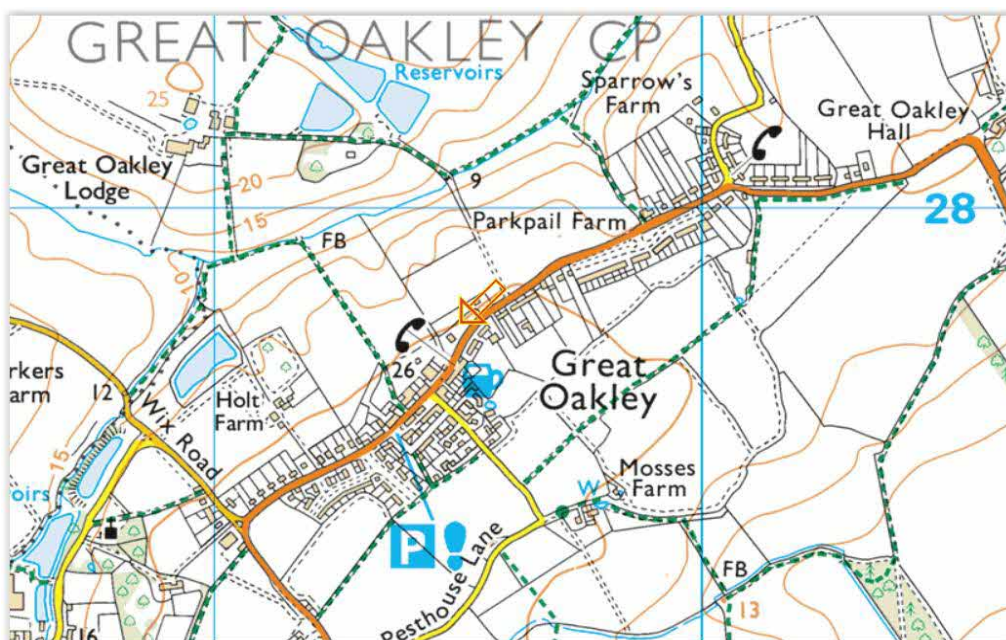 GREAT OAKLEY CP
Reservoirs
25
Sparrow's
Farm
Great Oakley
Hall
Great Oakley
Lodge
20
9
15
Parkpail Farm
28
FB
10
26
rkers
arm
12
Great
Oakley
Holt
Farm
Wix Road
15
Mosses
Farm
W
oirs
P
Pesthouse Lane
FB
13
16